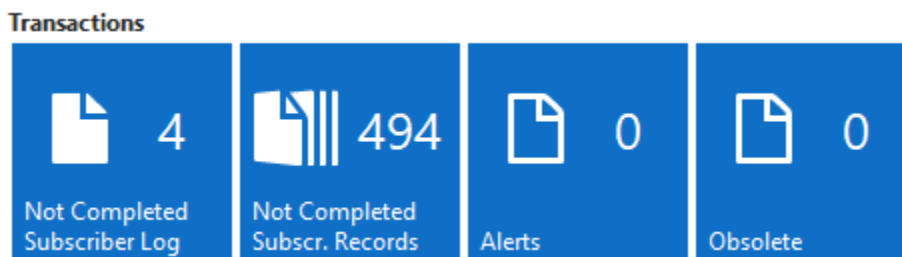 Transactions
4
Not Completed
Subscriber Log
494
Not Completed
Subscr. Records
0
Alerts
0
Obsolete